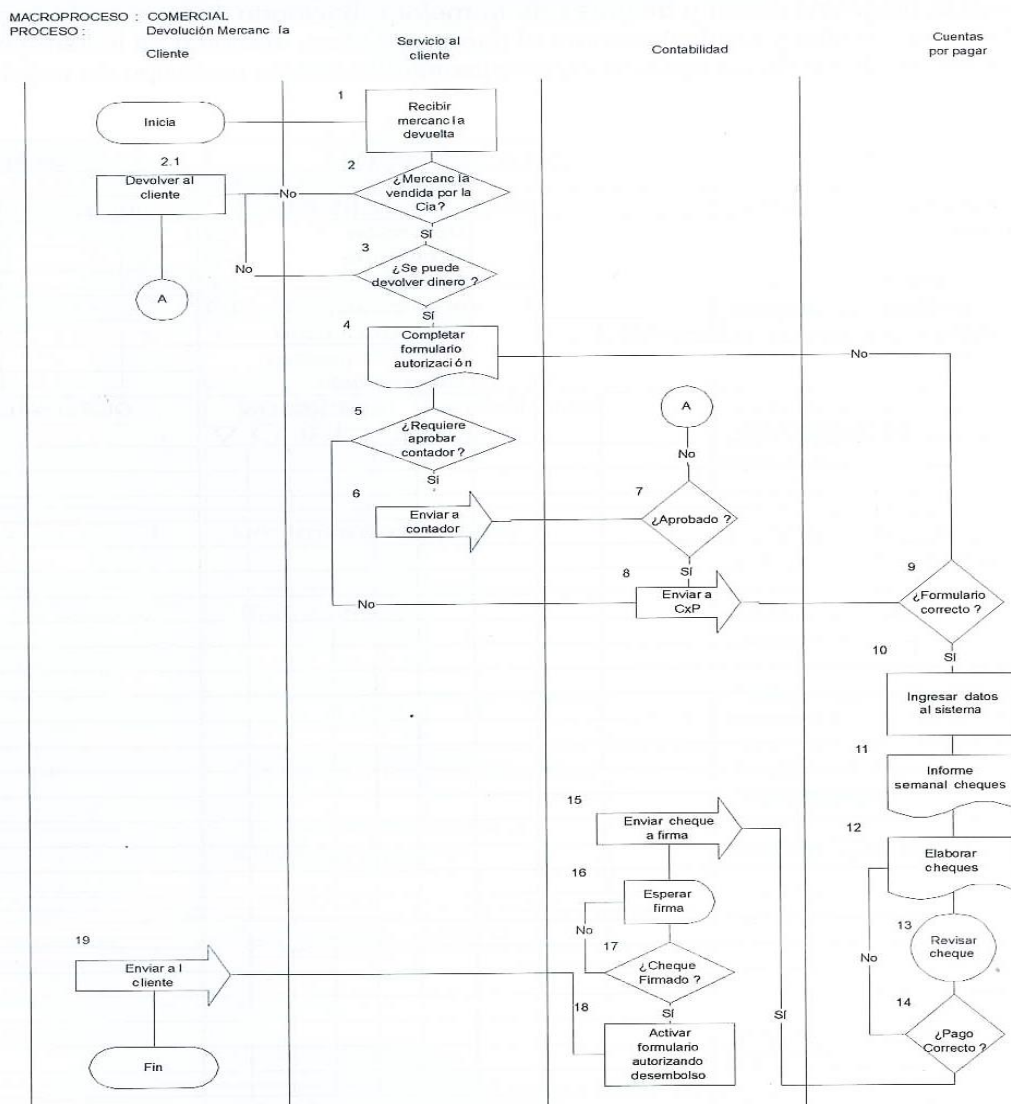 MACROPROCESO : COMERCIAL
PROCESO : Devolución Mercanc ía
Cliente
Servicio al
cliente
Contabilidad
Cuentas
por pagar
Inicia
1
Recibir
mercancía
devuelta
2.1
Devolver al
cliente
No
2
¿Mercanc ía
vendida por la
Cia?
Sí
A
No
3
¿Se puede
devolver dinero ?
Sí
4
Completar
formulario
autorización
No
5
¿Requiere
aprobar
contador ?
Sí
A
No
6
Enviar a
contador
7
¿Aprobado ?
Sí
No
8
Enviar a
CxP
9
¿Formulario
correcto ?
Sí
10
Ingresar datos
al sistema
11
Informe
semanal cheques
12
Elaborar
cheques
13
Revisar
cheque
No
14
¿Pago
Correcto ?
Sí
15
Enviar cheque
a firma
16
Esperar
firma
No
17
¿Cheque
Firmado ?
Sí
18
Activar
formulario
autorizando
desembolso
19
Enviar a l
cliente
Fin